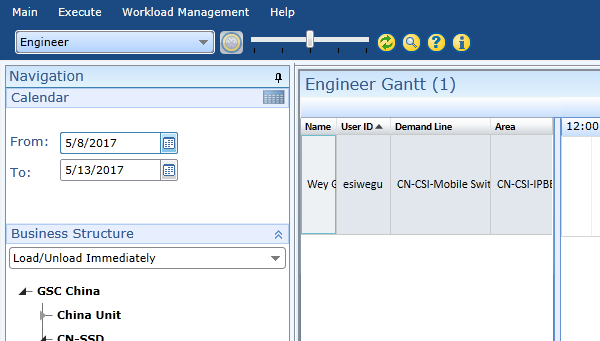 Main Execute Workload Management Help
Engineer
Navigation
Calendar
From: 5/8/2017
To: 5/13/2017
Business Structure
Load/Unload Immediately
GSC China
China Unit
CN-SSD
Engineer Gantt (1)
Name User ID Demand Line Area 12:00
Wey G esiwegu CN-CSI-Mobile Swit CN-CSI-IPBE